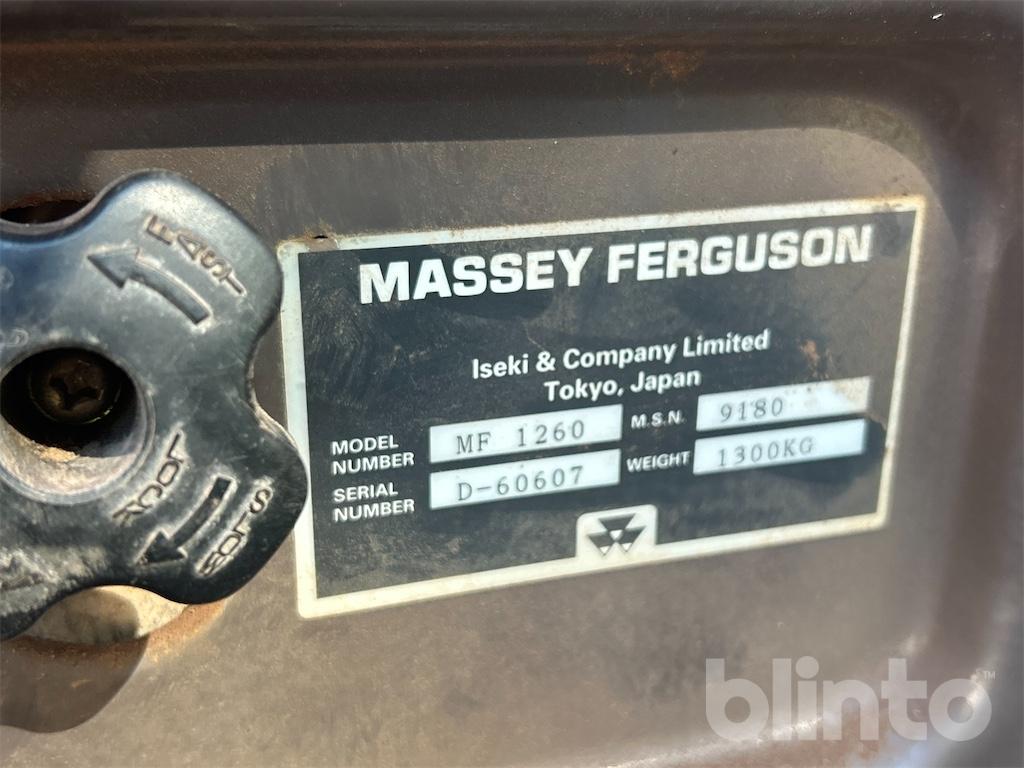 MASSEY FERGUSON
Iseki & Company Limited
Tokyo, Japan
MODEL NUMBER MF 1260 M.S.N. 9180
SERIAL NUMBER D-60607 WEIGHT 1300KG
FAST
LOCK
SLOW
blinto™